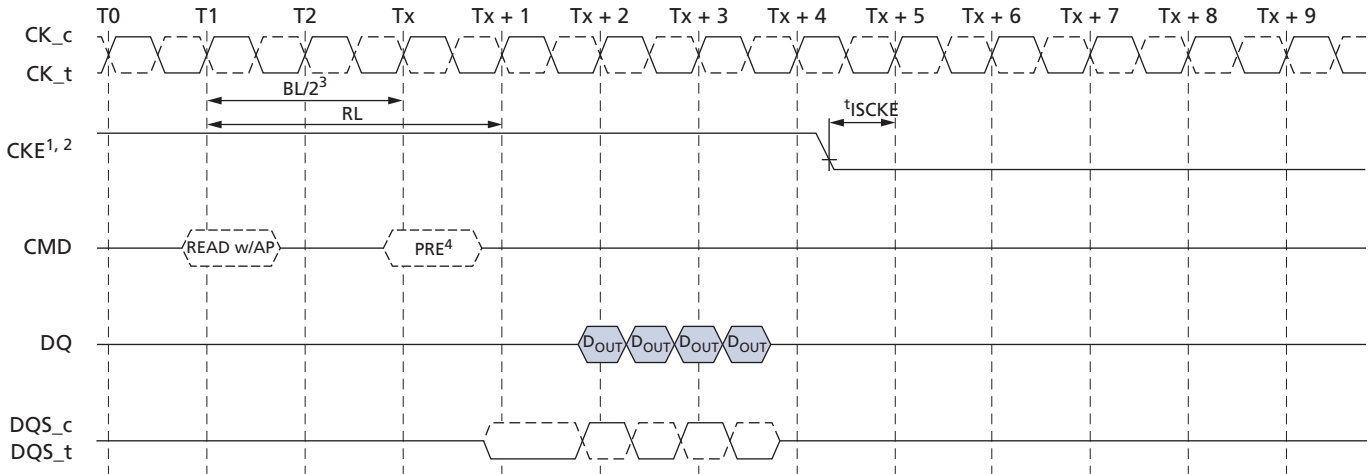 T0 T1 T2 Tx Tx + 1 Tx + 2 Tx + 3 Tx + 4 Tx + 5 Tx + 6 Tx + 7 Tx + 8 Tx + 9
CK_c
CK_t
BL/2³
RL
tISCKE
CKE1, 2
CMD
READ w/AP
PRE⁴
DQ
DOUT DOUT DOUT DOUT
DQS_c
DQS_t